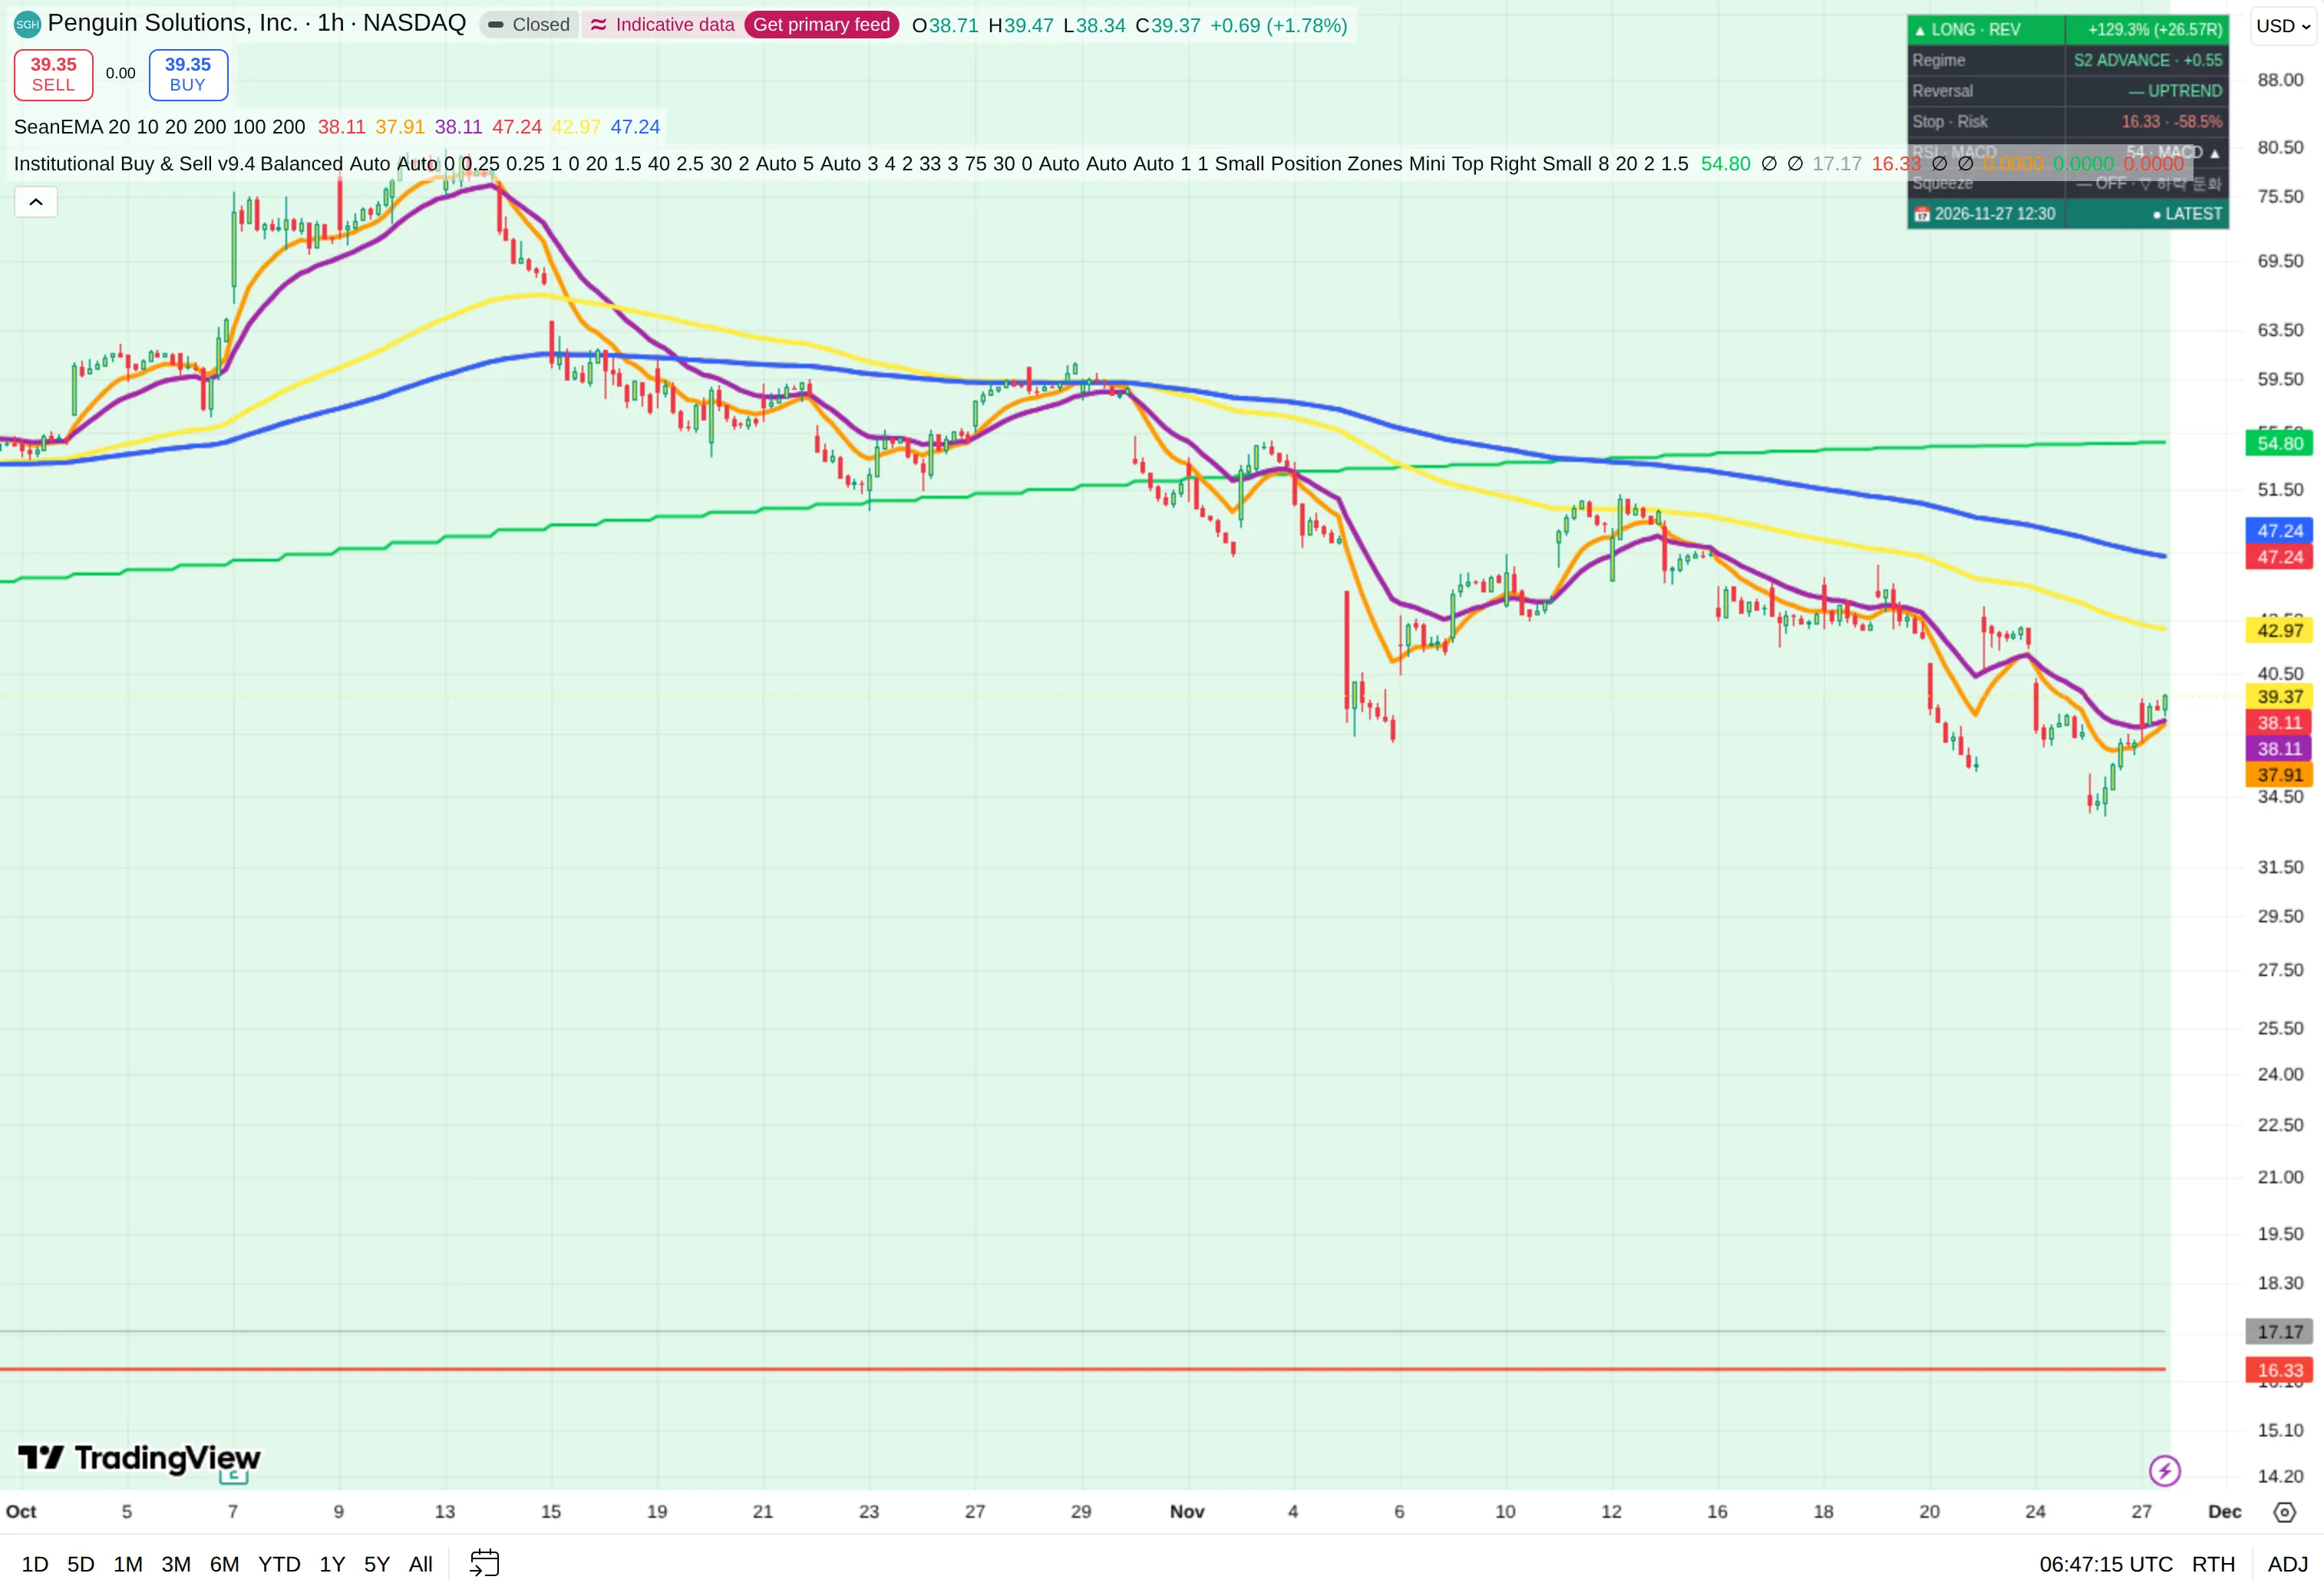 SGH Penguin Solutions, Inc. · 1h · NASDAQ Closed Indicative data Get primary feed O38.71 H39.47 L38.34 C39.37 +0.69 (+1.78%)
39.35 SELL 0.00 39.35 BUY
SeanEMA 20 10 20 200 100 200 38.11 37.91 38.11 47.24 42.97 47.24
Institutional Buy & Sell v9.4 Balanced Auto Auto 0 0.25 0.25 1 0 20 1.5 40 2.5 30 2 Auto 5 Auto 3 4 2 33 3 75 30 0 Auto Auto Auto 1 1 Small Position Zones Mini Top Right Small 8 20 2 1.5 54.80 ∅ ∅ 17.17 16.33 ∅ ∅ 0.0000 0.0000 0.0000
▲ LONG · REV +129.3% (+26.57R)
Regime S2 ADVANCE · +0.55
Reversal — UPTREND
Stop · Risk 16.33 · -58.5%
RSI · MACD 54 · MACD ▲
Squeeze — OFF · ▽ 하락 둔화
2026-11-27 12:30 ● LATEST
USD
88.00
80.50
75.50
69.50
63.50
59.50
54.80
51.50
47.24
47.24
42.97
40.50
39.37
38.11
38.11
37.91
34.50
31.50
29.50
27.50
25.50
24.00
22.50
21.00
19.50
18.30
17.17
16.33
15.10
14.20
TradingView
E
Oct 5 7 9 13 15 19 21 23 27 29 Nov 4 6 10 12 16 18 20 24 27 Dec
1D 5D 1M 3M 6M YTD 1Y 5Y All 06:47:15 UTC RTH ADJ